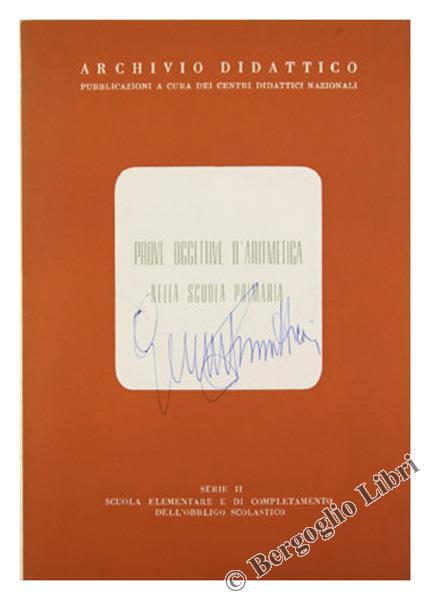 ARCHIVIO DIDATTICO
PUBBLICAZIONI A CURA DEI CENTRI DIDATTICI NAZIONALI
PROVE OGGETTIVE D'ARITMETICA
NELLA SCUOLA PRIMARIA
SERIE II
SCUOLA ELEMENTARE E DI COMPLETAMENTO
DELL'OBBLIGO SCOLASTICO
© Bergoglio Libri